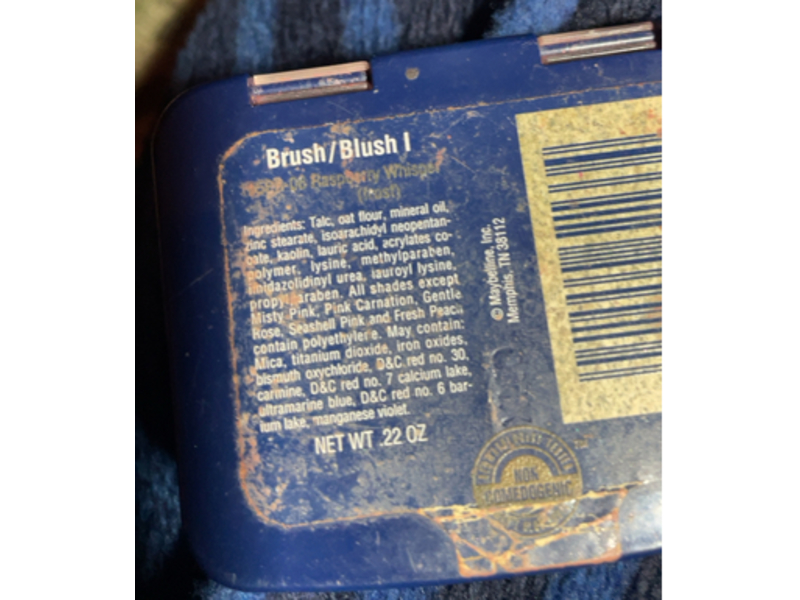 Brush/Blush I
06 Raspberry Whisper
(Frost)
Ingredients: Talc, oat flour, mineral oil,
zinc stearate, isoarachidyl neopentan-
oate, kaolin, lauric acid, acrylates co-
polymer, lysine, methylparaben,
imidazolidinyl urea, lauroyl lysine,
propylparaben. All shades except
Misty Pink, Pink Carnation, Gentle
Rose, Seashell Pink and Fresh Peach
contain polyethylene. May contain:
Mica, titanium dioxide, iron oxides,
bismuth oxychloride, D&C red no. 30,
carmine, D&C red no. 7 calcium lake,
ultramarine blue, D&C red no. 6 bar-
ium lake, manganese violet.
NET WT .22 OZ
© Maybelline, Inc.
Memphis, TN 38112
NON
COMEDOGENIC